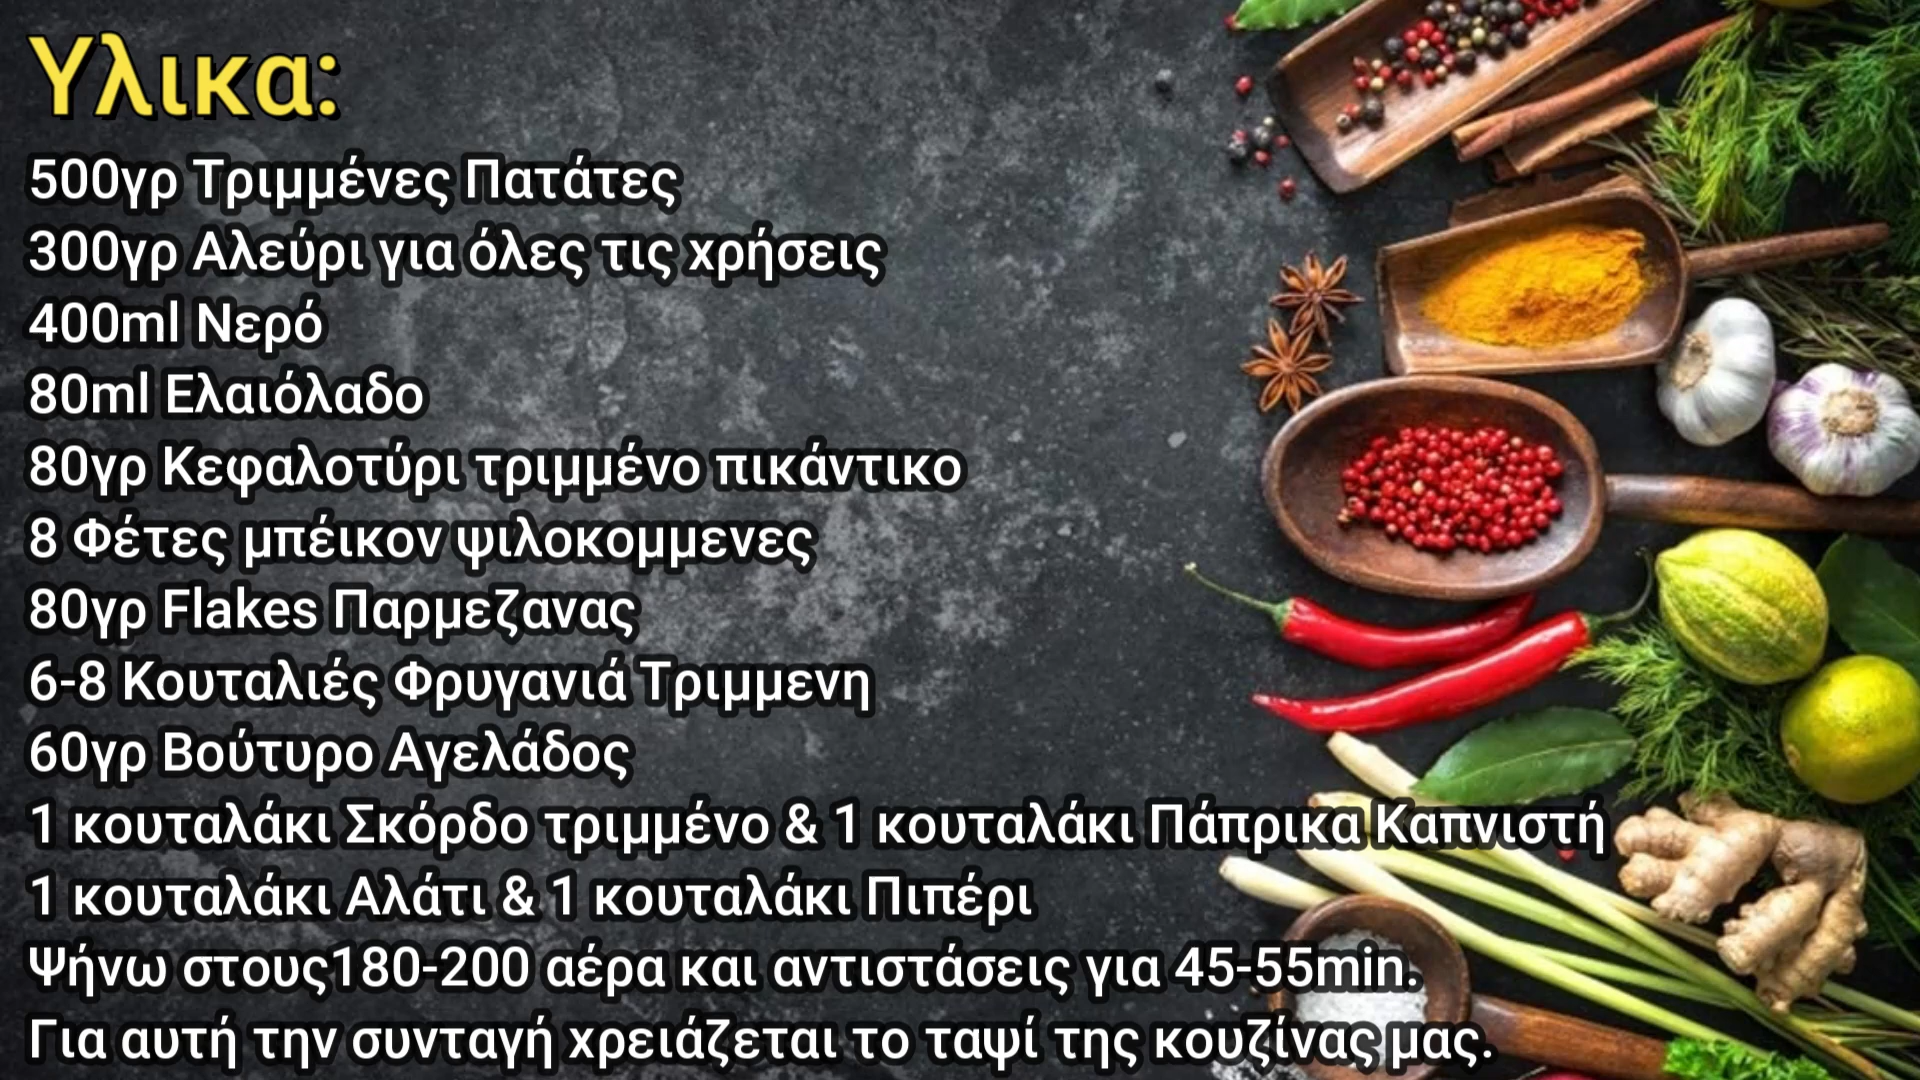 Υλικα:
500γρ Τριμμένες Πατάτες
300γρ Αλεύρι για όλες τις χρήσεις
400ml Νερό
80ml Ελαιόλαδο
80γρ Κεφαλοτύρι τριμμένο πικάντικο
8 Φέτες μπέικον ψιλοκομμενες
80γρ Flakes Παρμεζανας
6-8 Κουταλιές Φρυγανιά Τριμμενη
60γρ Βούτυρο Αγελάδος
1 κουταλάκι Σκόρδο τριμμένο & 1 κουταλάκι Πάπρικα Καπνιστή
1 κουταλάκι Αλάτι & 1 κουταλάκι Πιπέρι
Ψήνω στους180-200 αέρα και αντιστάσεις για 45-55min.
Για αυτή την συνταγή χρειάζεται το ταψί της κουζίνας μας.